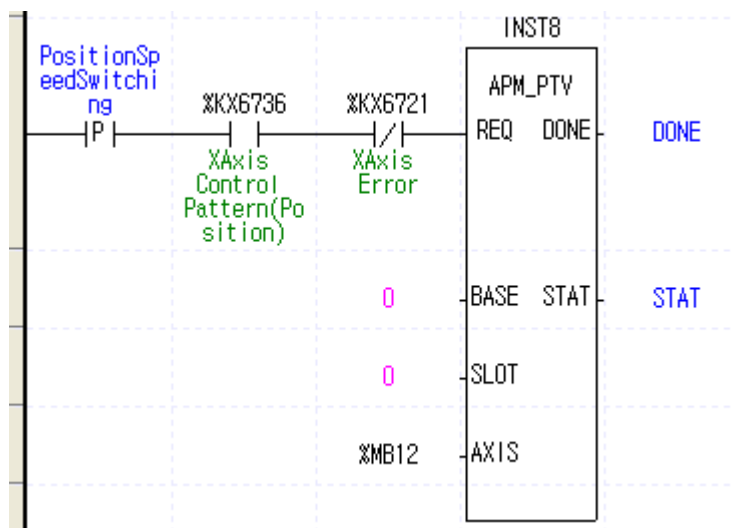 INST8
PositionSp
eedSwitchi
ng
%KX6736
%KX6721
APM_PTV
P
REQ DONE
DONE
XAxis
Control
Pattern(Po
sition)
XAxis
Error
0
BASE STAT
STAT
0
SLOT
%MB12
AXIS